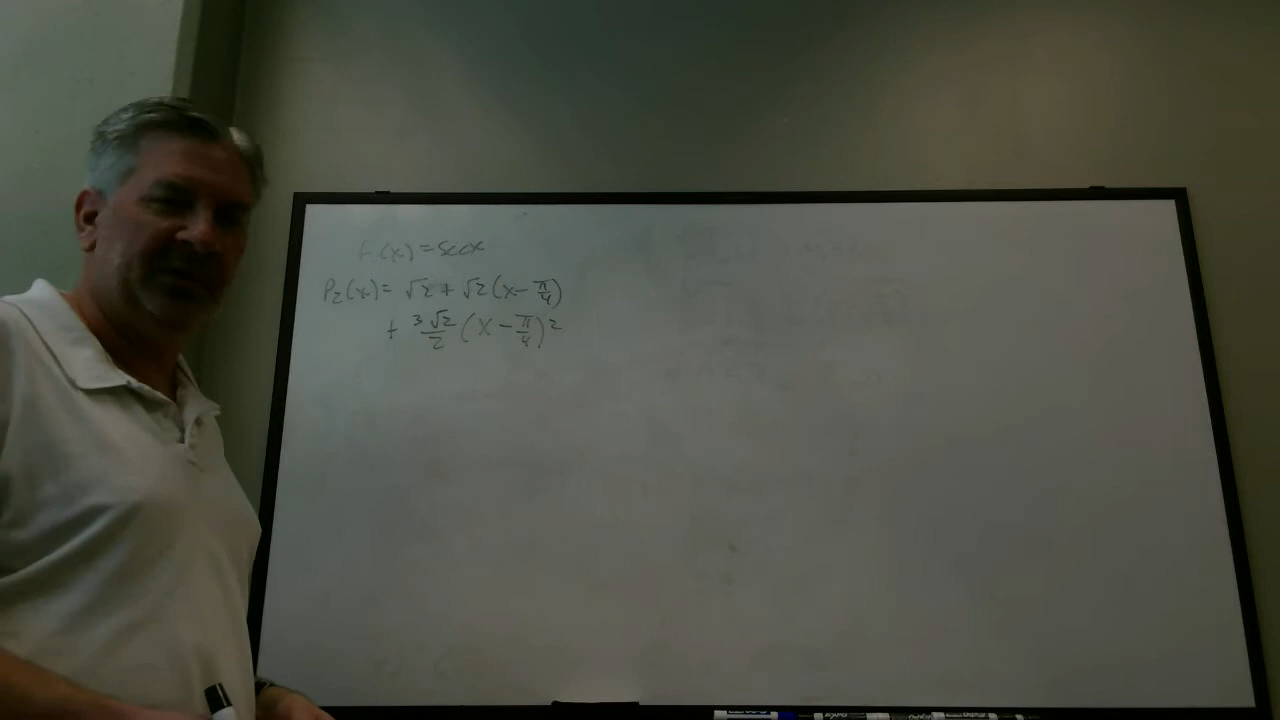 f(x) = sec x
P₂(x) = √2 + √2 (x - π/4)
+ 3√2/2 (x - π/4)²